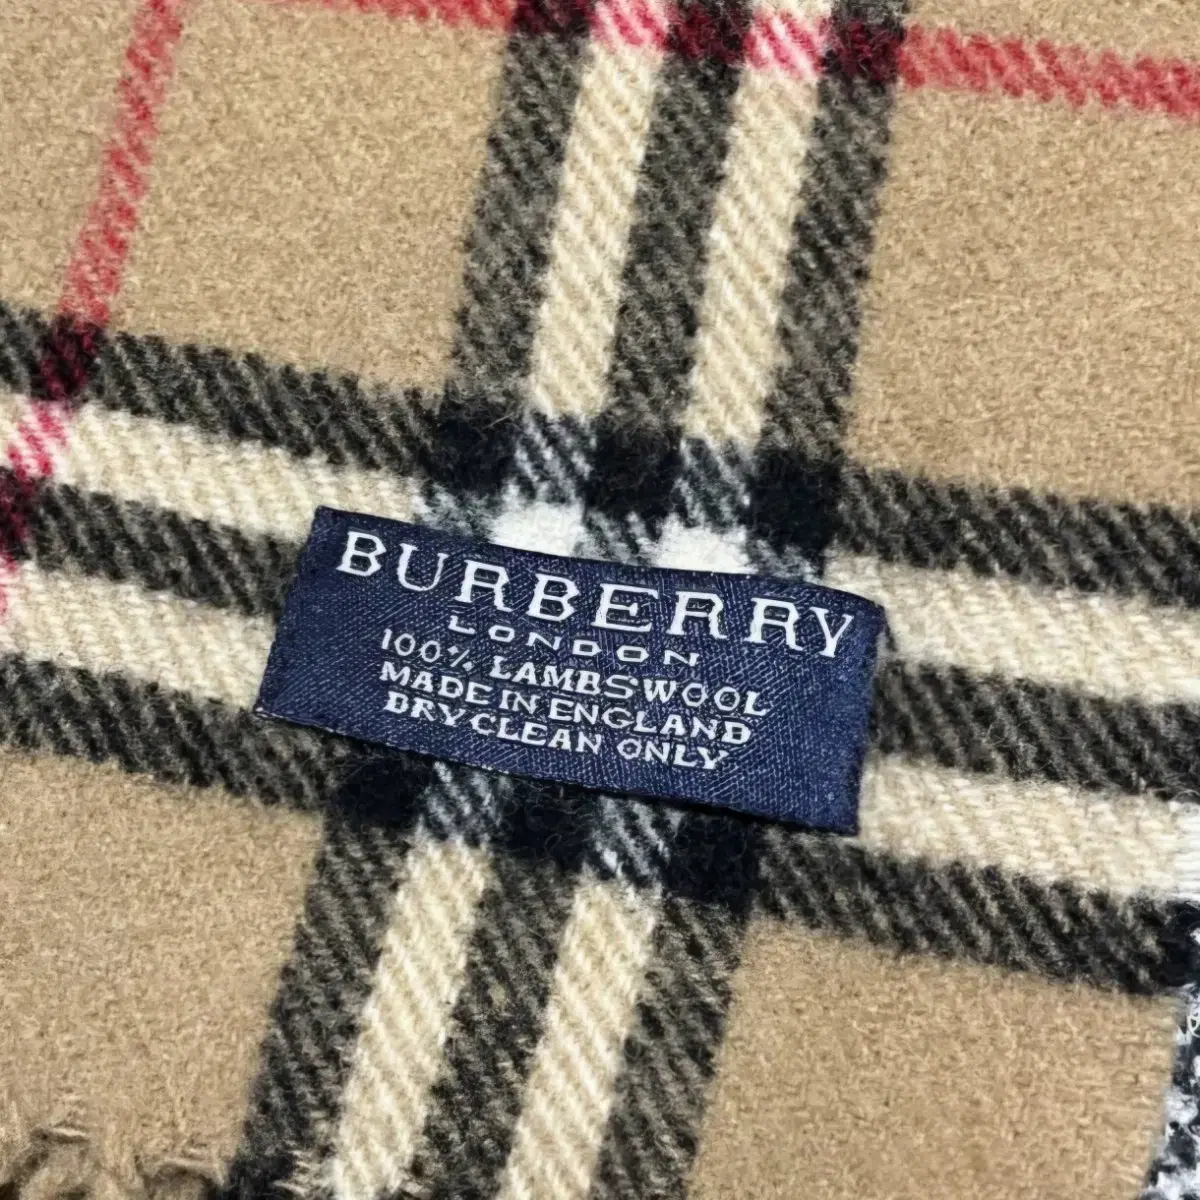 BURBERRY
LONDON
100% LAMBSWOOL
MADE IN ENGLAND
DRY CLEAN ONLY